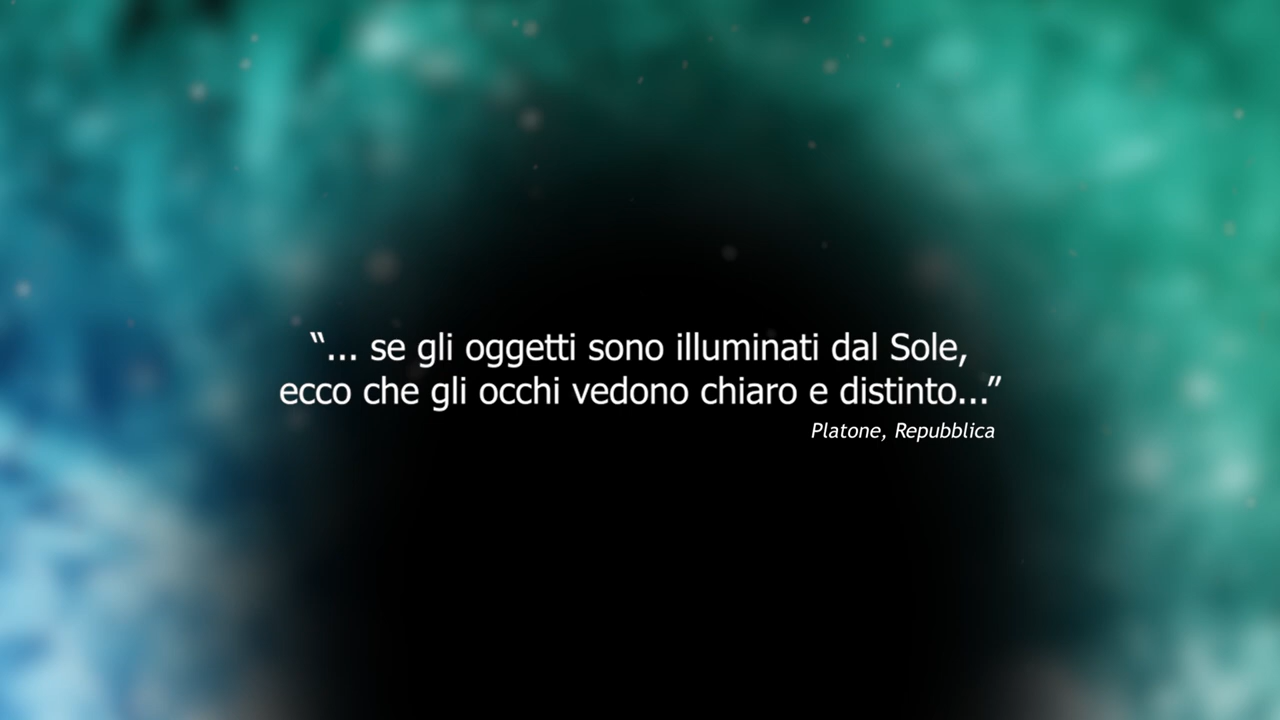 “... se gli oggetti sono illuminati dal Sole,
ecco che gli occhi vedono chiaro e distinto...”
Platone, Repubblica